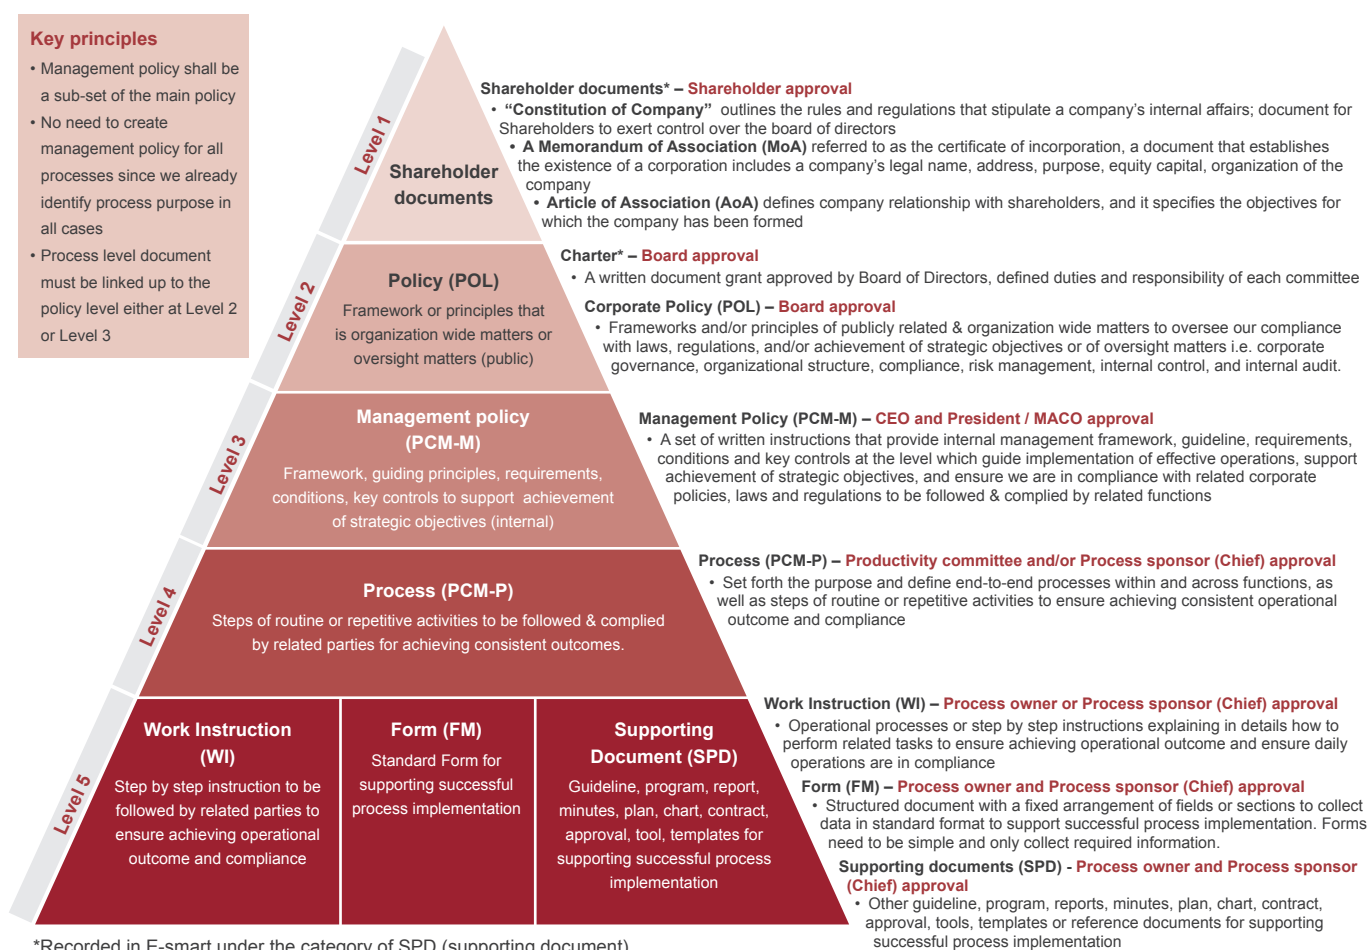 Key principles
• Management policy shall be
a sub-set of the main policy
• No need to create
management policy for all
processes since we already
identify process purpose in
all cases
• Process level document
must be linked up to the
policy level either at Level 2
or Level 3
Level 1
Shareholder
documents
Shareholder documents* – Shareholder approval
• “Constitution of Company” outlines the rules and regulations that stipulate a company’s internal affairs; document for
Shareholders to exert control over the board of directors
• A Memorandum of Association (MoA) referred to as the certificate of incorporation, a document that establishes
the existence of a corporation includes a company’s legal name, address, purpose, equity capital, organization of the
company
• Article of Association (AoA) defines company relationship with shareholders, and it specifies the objectives for
which the company has been formed
Level 2
Policy (POL)
Framework or principles that
is organization wide matters or
oversight matters (public)
Charter* – Board approval
• A written document grant approved by Board of Directors, defined duties and responsibility of each committee
Corporate Policy (POL) – Board approval
• Frameworks and/or principles of publicly related & organization wide matters to oversee our compliance
with laws, regulations, and/or achievement of strategic objectives or of oversight matters i.e. corporate
governance, organizational structure, compliance, risk management, internal control, and internal audit.
Level 3
Management policy
(PCM-M)
Framework, guiding principles, requirements,
conditions, key controls to support achievement
of strategic objectives (internal)
Management Policy (PCM-M) – CEO and President / MACO approval
• A set of written instructions that provide internal management framework, guideline, requirements,
conditions and key controls at the level which guide implementation of effective operations, support
achievement of strategic objectives, and ensure we are in compliance with related corporate
policies, laws and regulations to be followed & complied by related functions
Level 4
Process (PCM-P)
Steps of routine or repetitive activities to be followed & complied
by related parties for achieving consistent outcomes.
Process (PCM-P) – Productivity committee and/or Process sponsor (Chief) approval
• Set forth the purpose and define end-to-end processes within and across functions, as
well as steps of routine or repetitive activities to ensure achieving consistent operational
outcome and compliance
Level 5
Work Instruction
(WI)
Step by step instruction to be
followed by related parties to
ensure achieving operational
outcome and compliance
Form (FM)
Standard Form for
supporting successful
process implementation
Supporting
Document (SPD)
Guideline, program, report,
minutes, plan, chart, contract,
approval, tool, templates for
supporting successful process
implementation
Work Instruction (WI) – Process owner or Process sponsor (Chief) approval
• Operational processes or step by step instructions explaining in details how to
perform related tasks to ensure achieving operational outcome and ensure daily
operations are in compliance
Form (FM) – Process owner and Process sponsor (Chief) approval
• Structured document with a fixed arrangement of fields or sections to collect
data in standard format to support successful process implementation. Forms
need to be simple and only collect required information.
Supporting documents (SPD) - Process owner and Process sponsor
(Chief) approval
• Other guideline, program, reports, minutes, plan, chart, contract,
approval, tools, templates or reference documents for supporting
successful process implementation
*Recorded in E-smart under the category of SPD (supporting document)